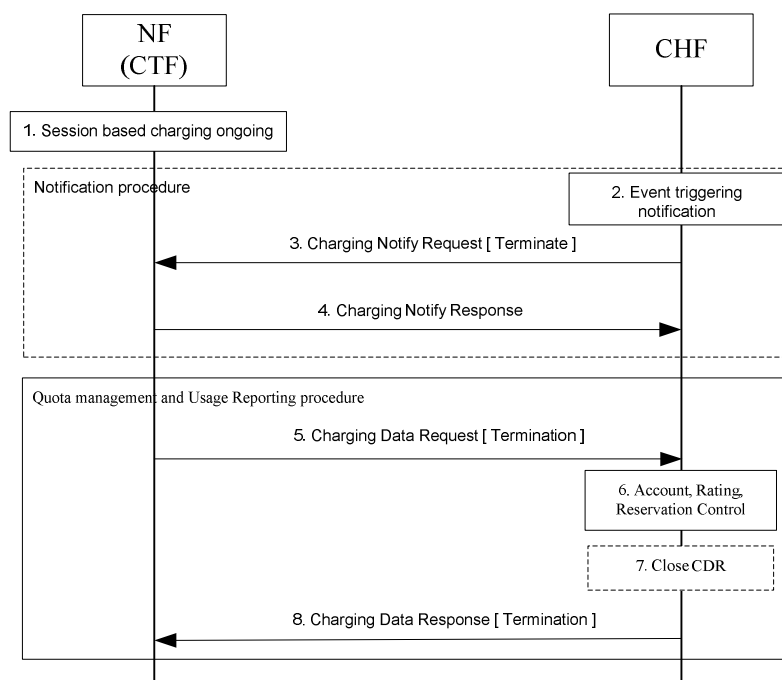 NF
(CTF)
CHF
1. Session based charging ongoing
Notification procedure
2. Event triggering
notification
3. Charging Notify Request [ Terminate ]
4. Charging Notify Response
Quota management and Usage Reporting procedure
5. Charging Data Request [ Termination ]
6. Account, Rating,
Reservation Control
7. Close CDR
8. Charging Data Response [ Termination ]